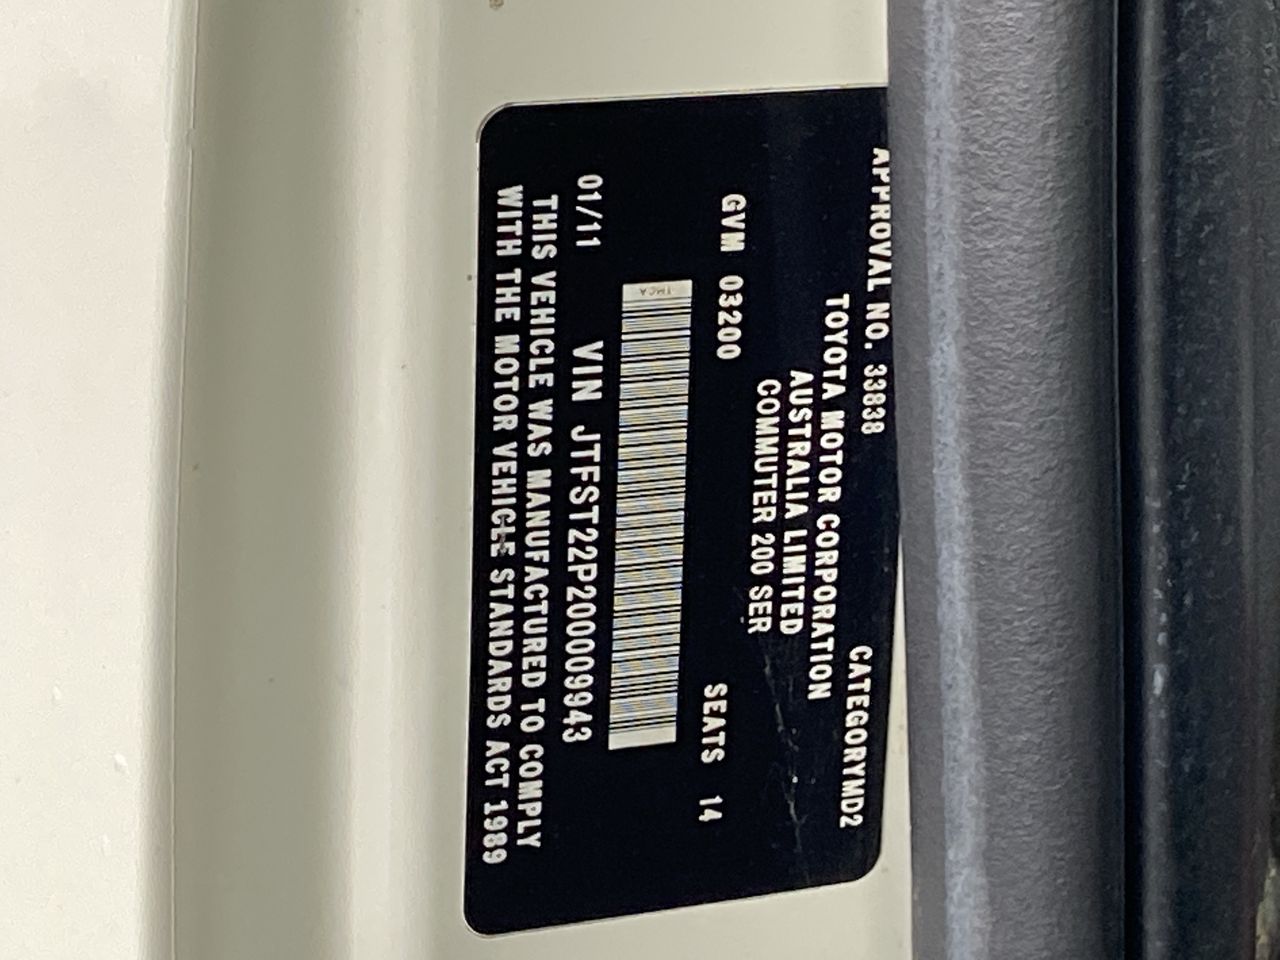 APPROVAL NO. 33838 CATEGORYMD2
TOYOTA MOTOR CORPORATION
AUSTRALIA LIMITED
COMMUTER 200 SER
GVM 03200 SEATS 14
TMCA
01/11 VIN JTFST22P200009943
THIS VEHICLE WAS MANUFACTURED TO COMPLY
WITH THE MOTOR VEHICLE STANDARDS ACT 1989